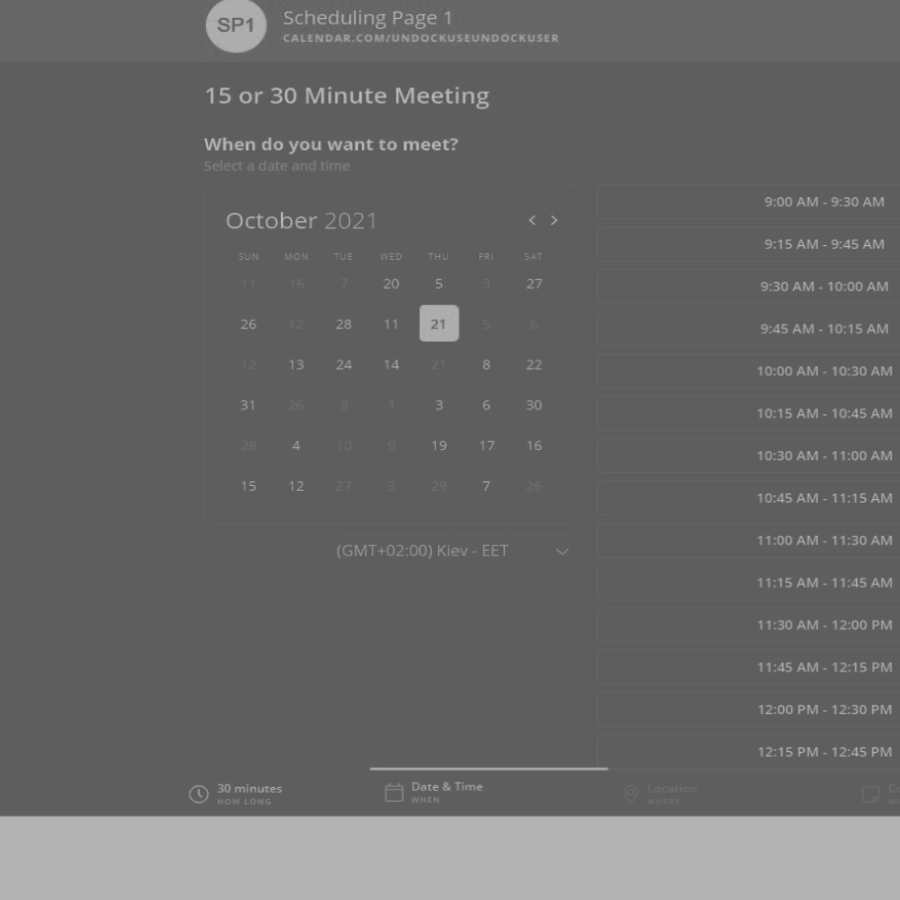 SP1
Scheduling Page 1
CALENDAR.COM/UNDOCKUSEUNDOCKUSER
15 or 30 Minute Meeting
When do you want to meet?
Select a date and time
October 2021 < >
SUN MON TUE WED THU FRI SAT
11 16 7 20 5 3 27
26 12 28 11 21 5 6
12 13 24 14 21 8 22
31 26 8 1 3 6 30
28 4 10 9 19 17 16
15 12 27 3 29 7 26
(GMT+02:00) Kiev - EET
9:00 AM - 9:30 AM
9:15 AM - 9:45 AM
9:30 AM - 10:00 AM
9:45 AM - 10:15 AM
10:00 AM - 10:30 AM
10:15 AM - 10:45 AM
10:30 AM - 11:00 AM
10:45 AM - 11:15 AM
11:00 AM - 11:30 AM
11:15 AM - 11:45 AM
11:30 AM - 12:00 PM
11:45 AM - 12:15 PM
12:00 PM - 12:30 PM
12:15 PM - 12:45 PM
30 minutes
HOW LONG
Date & Time
WHEN
Location
WHERE